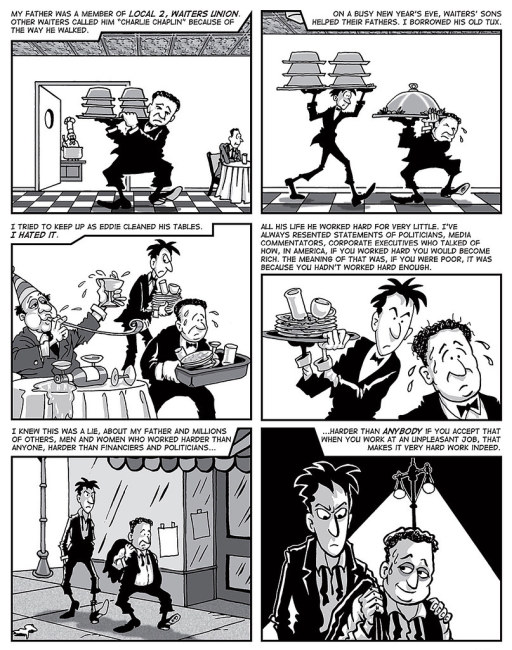 MY FATHER WAS A MEMBER OF LOCAL 2, WAITERS UNION.
OTHER WAITERS CALLED HIM "CHARLIE CHAPLIN" BECAUSE OF
THE WAY HE WALKED.
ON A BUSY NEW YEAR'S EVE, WAITERS' SONS
HELPED THEIR FATHERS. I BORROWED HIS OLD TUX.
I TRIED TO KEEP UP AS EDDIE CLEANED HIS TABLES.
I HATED IT.
ALL HIS LIFE HE WORKED HARD FOR VERY LITTLE. I'VE
ALWAYS RESENTED STATEMENTS OF POLITICIANS, MEDIA
COMMENTATORS, CORPORATE EXECUTIVES WHO TALKED OF
HOW, IN AMERICA, IF YOU WORKED HARD YOU WOULD BECOME
RICH. THE MEANING OF THAT WAS, IF YOU WERE POOR, IT WAS
BECAUSE YOU HADN'T WORKED HARD ENOUGH.
I KNEW THIS WAS A LIE, ABOUT MY FATHER AND MILLIONS
OF OTHERS, MEN AND WOMEN WHO WORKED HARDER THAN
ANYONE, HARDER THAN FINANCIERS AND POLITICIANS...
...HARDER THAN ANYBODY IF YOU ACCEPT THAT
WHEN YOU WORK AT AN UNPLEASANT JOB, THAT
MAKES IT VERY HARD WORK INDEED.